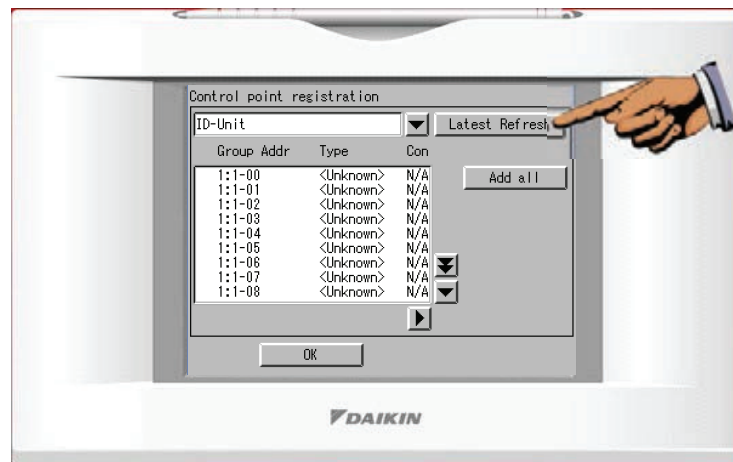 Control point registration
ID-Unit
Latest Refresh
Group Addr Type Con
1:1-00 <Unknown> N/A
1:1-01 <Unknown> N/A
1:1-02 <Unknown> N/A
1:1-03 <Unknown> N/A
1:1-04 <Unknown> N/A
1:1-05 <Unknown> N/A
1:1-06 <Unknown> N/A
1:1-07 <Unknown> N/A
1:1-08 <Unknown> N/A
Add all
OK
DAIKIN